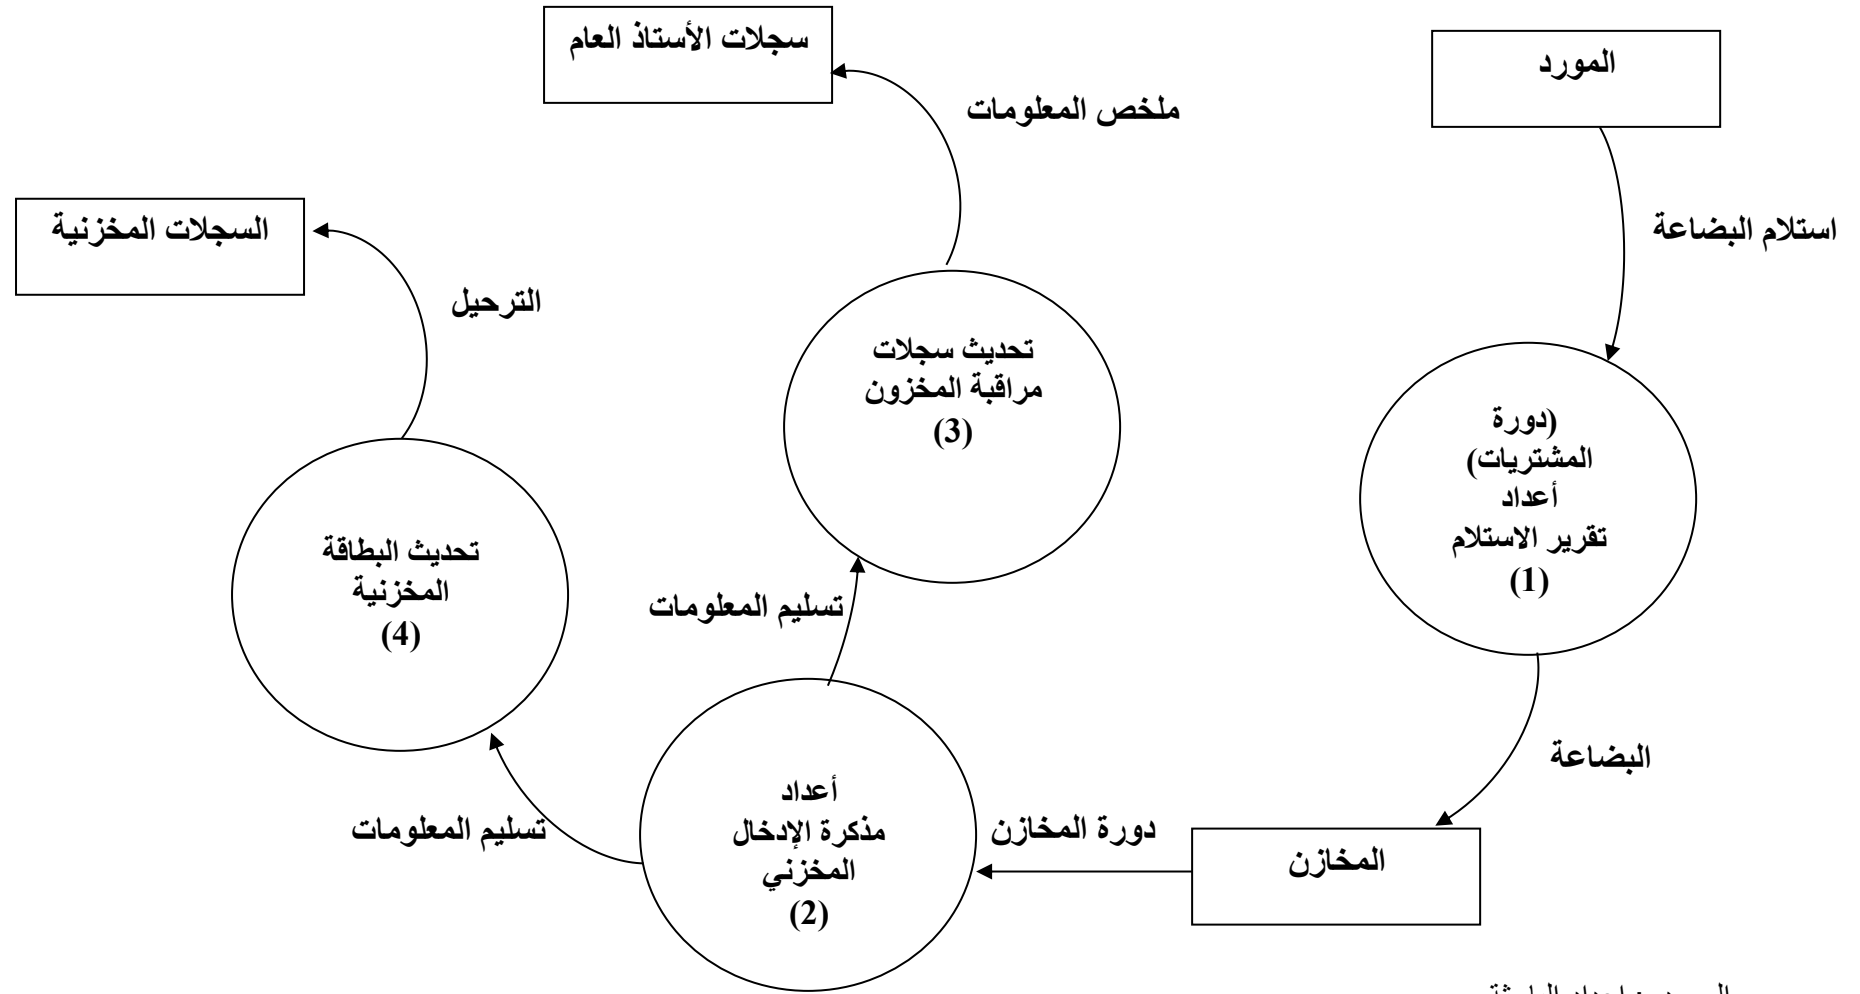 المورد
سجلات الأستاذ العام
ملخص المعلومات
استلام البضاعة
السجلات المخزنية
الترحيل
تحديث سجلات
مراقبة المخزون
(3)
(دورة
المشتريات)
أعداد
تقرير الاستلام
(1)
تحديث البطاقة
المخزنية
(4)
تسليم المعلومات
البضاعة
أعداد
مذكرة الإدخال
المخزني
(2)
دورة المخازن
تسليم المعلومات
المخازن